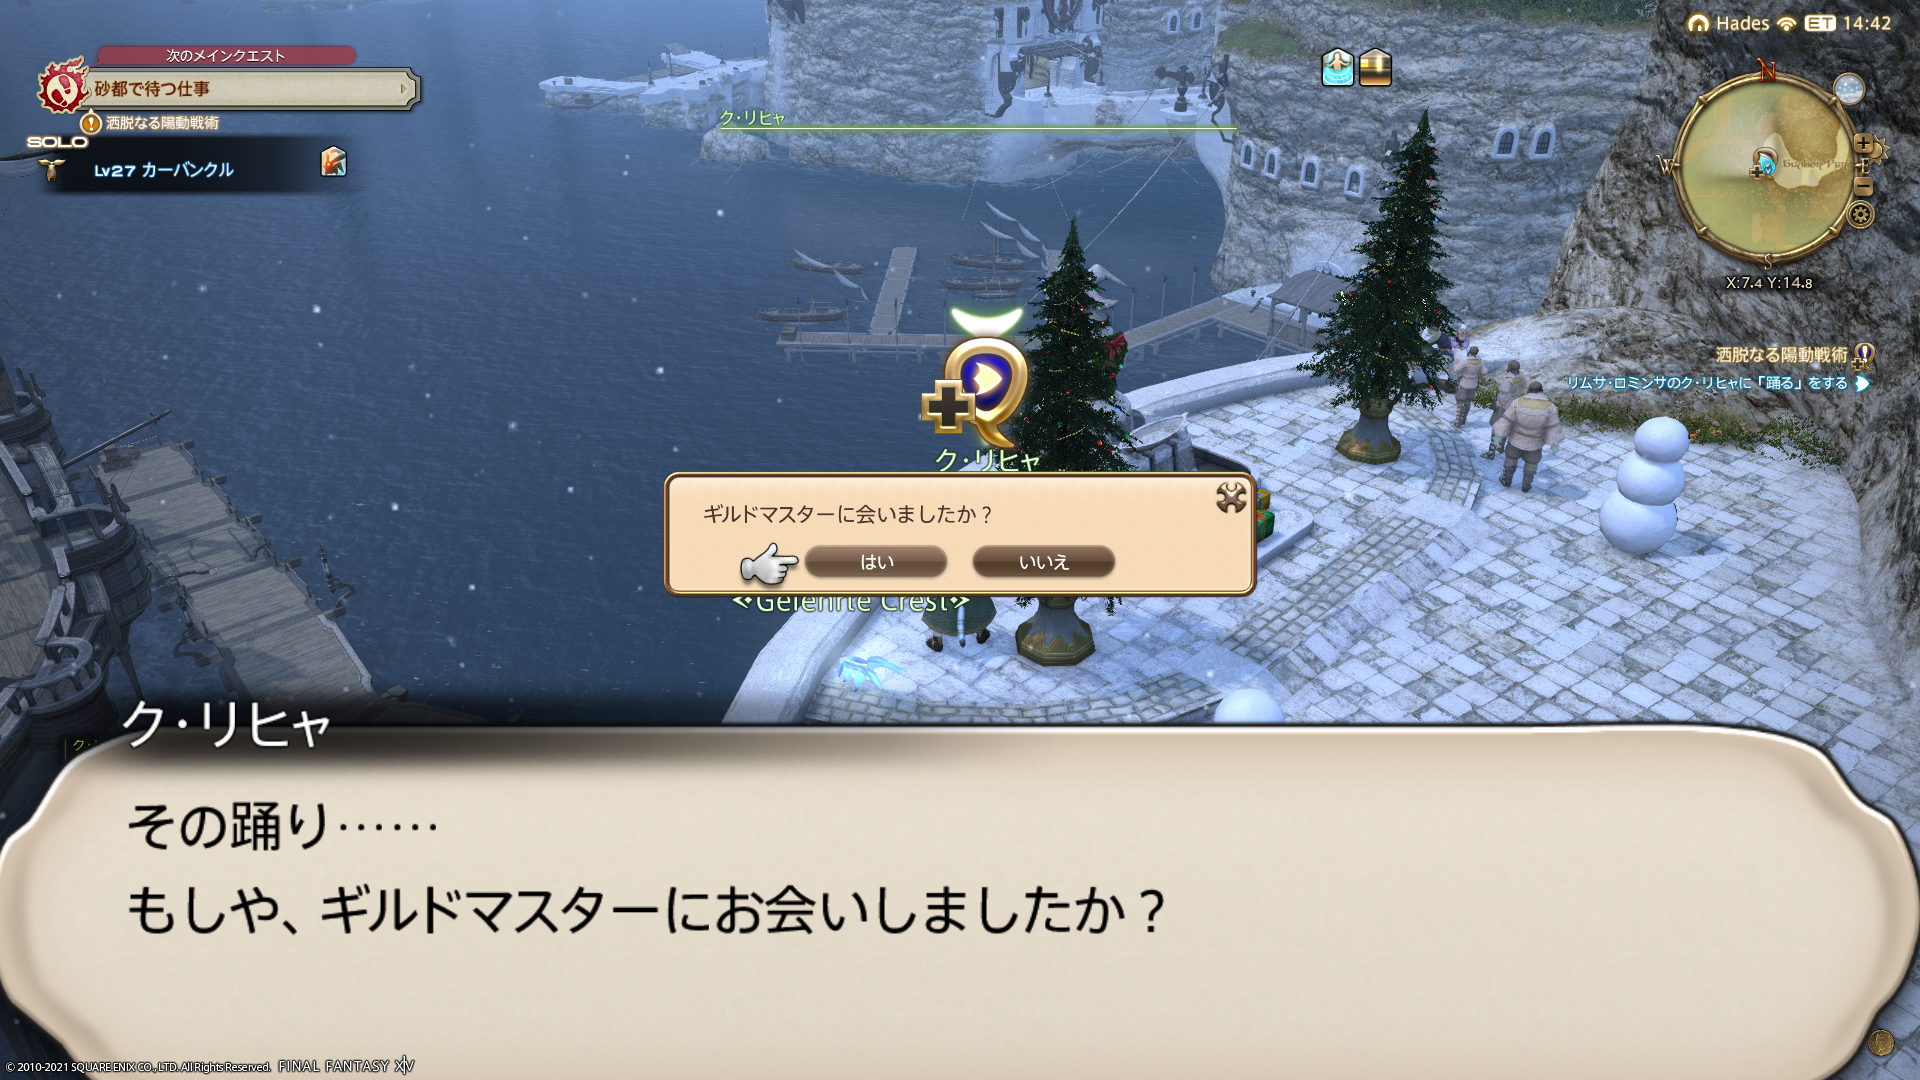 次のメインクエスト
砂都で待つ仕事
洒脱なる陽動戦術
SOLO
Lv27 カーバンクル
ク・リヒャ
Hades ET 14:42
N
W
E
S
X:7.4 Y:14.8
洒脱なる陽動戦術
リムサ・ロミンサのク・リヒャに「踊る」をする
ク・リヒャ
ギルドマスターに会いましたか？
はい いいえ
«Gefehrte Crest»
ク・リヒャ
その踊り‥‥‥
もしや、ギルドマスターにお会いしましたか？
© 2010-2021 SQUARE ENIX CO., LTD. All Rights Reserved. FINAL FANTASY XIV